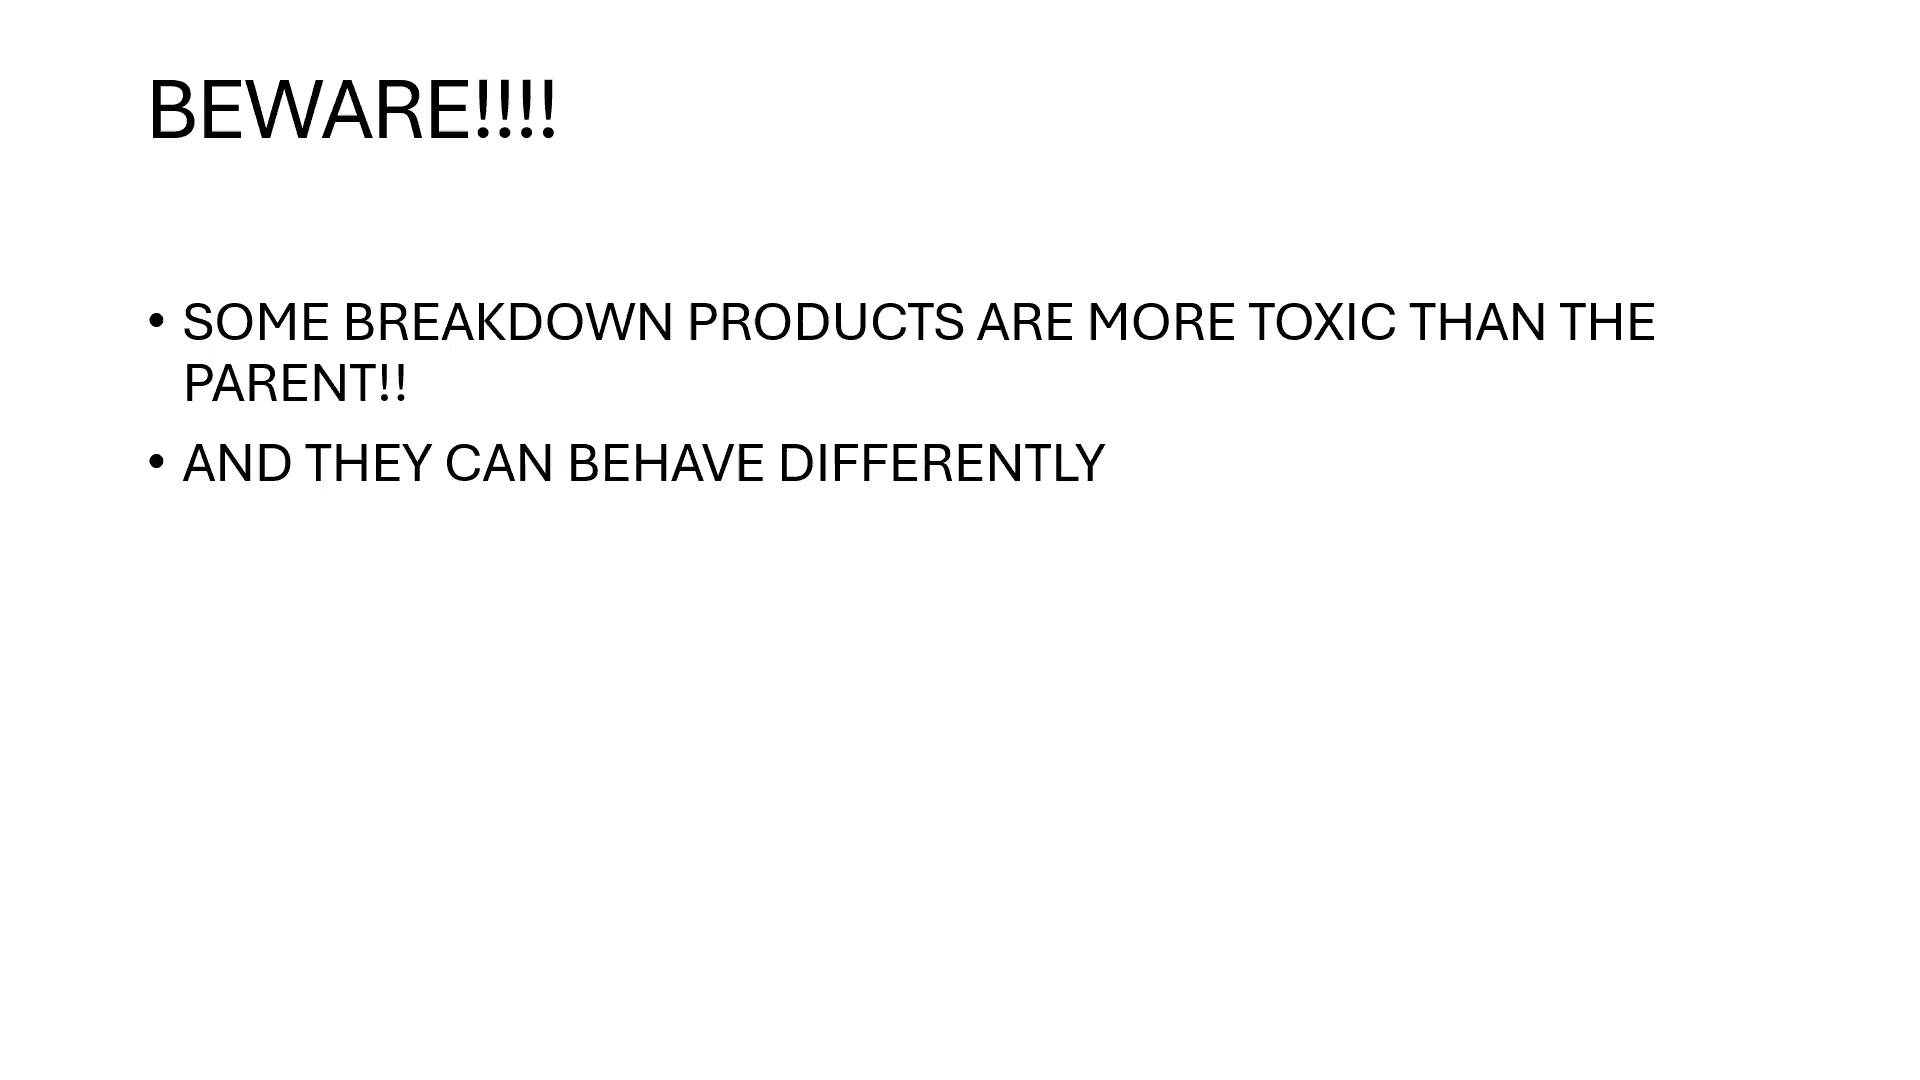 BEWARE!!!!
• SOME BREAKDOWN PRODUCTS ARE MORE TOXIC THAN THE
PARENT!!
• AND THEY CAN BEHAVE DIFFERENTLY